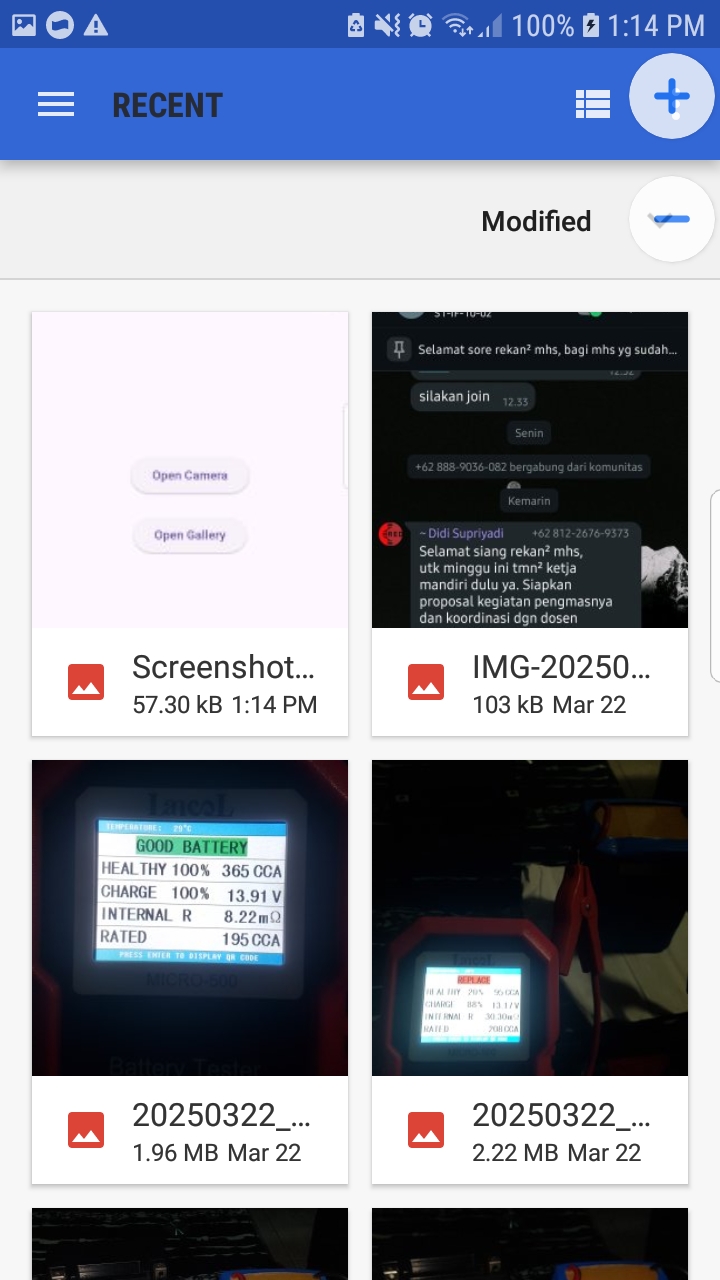 100% 1:14 PM
RECENT
Modified
Open Camera
Open Gallery
Screenshot...
57.30 kB 1:14 PM
ST-IF-10-02
Selamat sore rekan² mhs, bagi mhs yg sudah...
12.32
silakan join 12.33
Senin
+62 888-9036-082 bergabung dari komunitas
Kemarin
~ Didi Supriyadi +62 812-2676-9373
Selamat siang rekan² mhs,
utk minggu ini tmn² ketja
mandiri dulu ya. Siapkan
proposal kegiatan pengmasnya
dan koordinasi dgn dosen
IMG-20250...
103 kB Mar 22
TEMPERATURE: 29°C
GOOD BATTERY
HEALTHY 100% 365 CCA
CHARGE 100% 13.91 V
INTERNAL R 8.22mΩ
RATED 195 CCA
PRESS ENTER TO DISPLAY QR CODE
MICRO-500
Battery Tester
20250322_...
1.96 MB Mar 22
REPLACE
HEALTHY 20% 95 CCA
CHARGE 88% 13.17 V
INTERNAL R 30.30mΩ
RATED 208 CCA
20250322_...
2.22 MB Mar 22